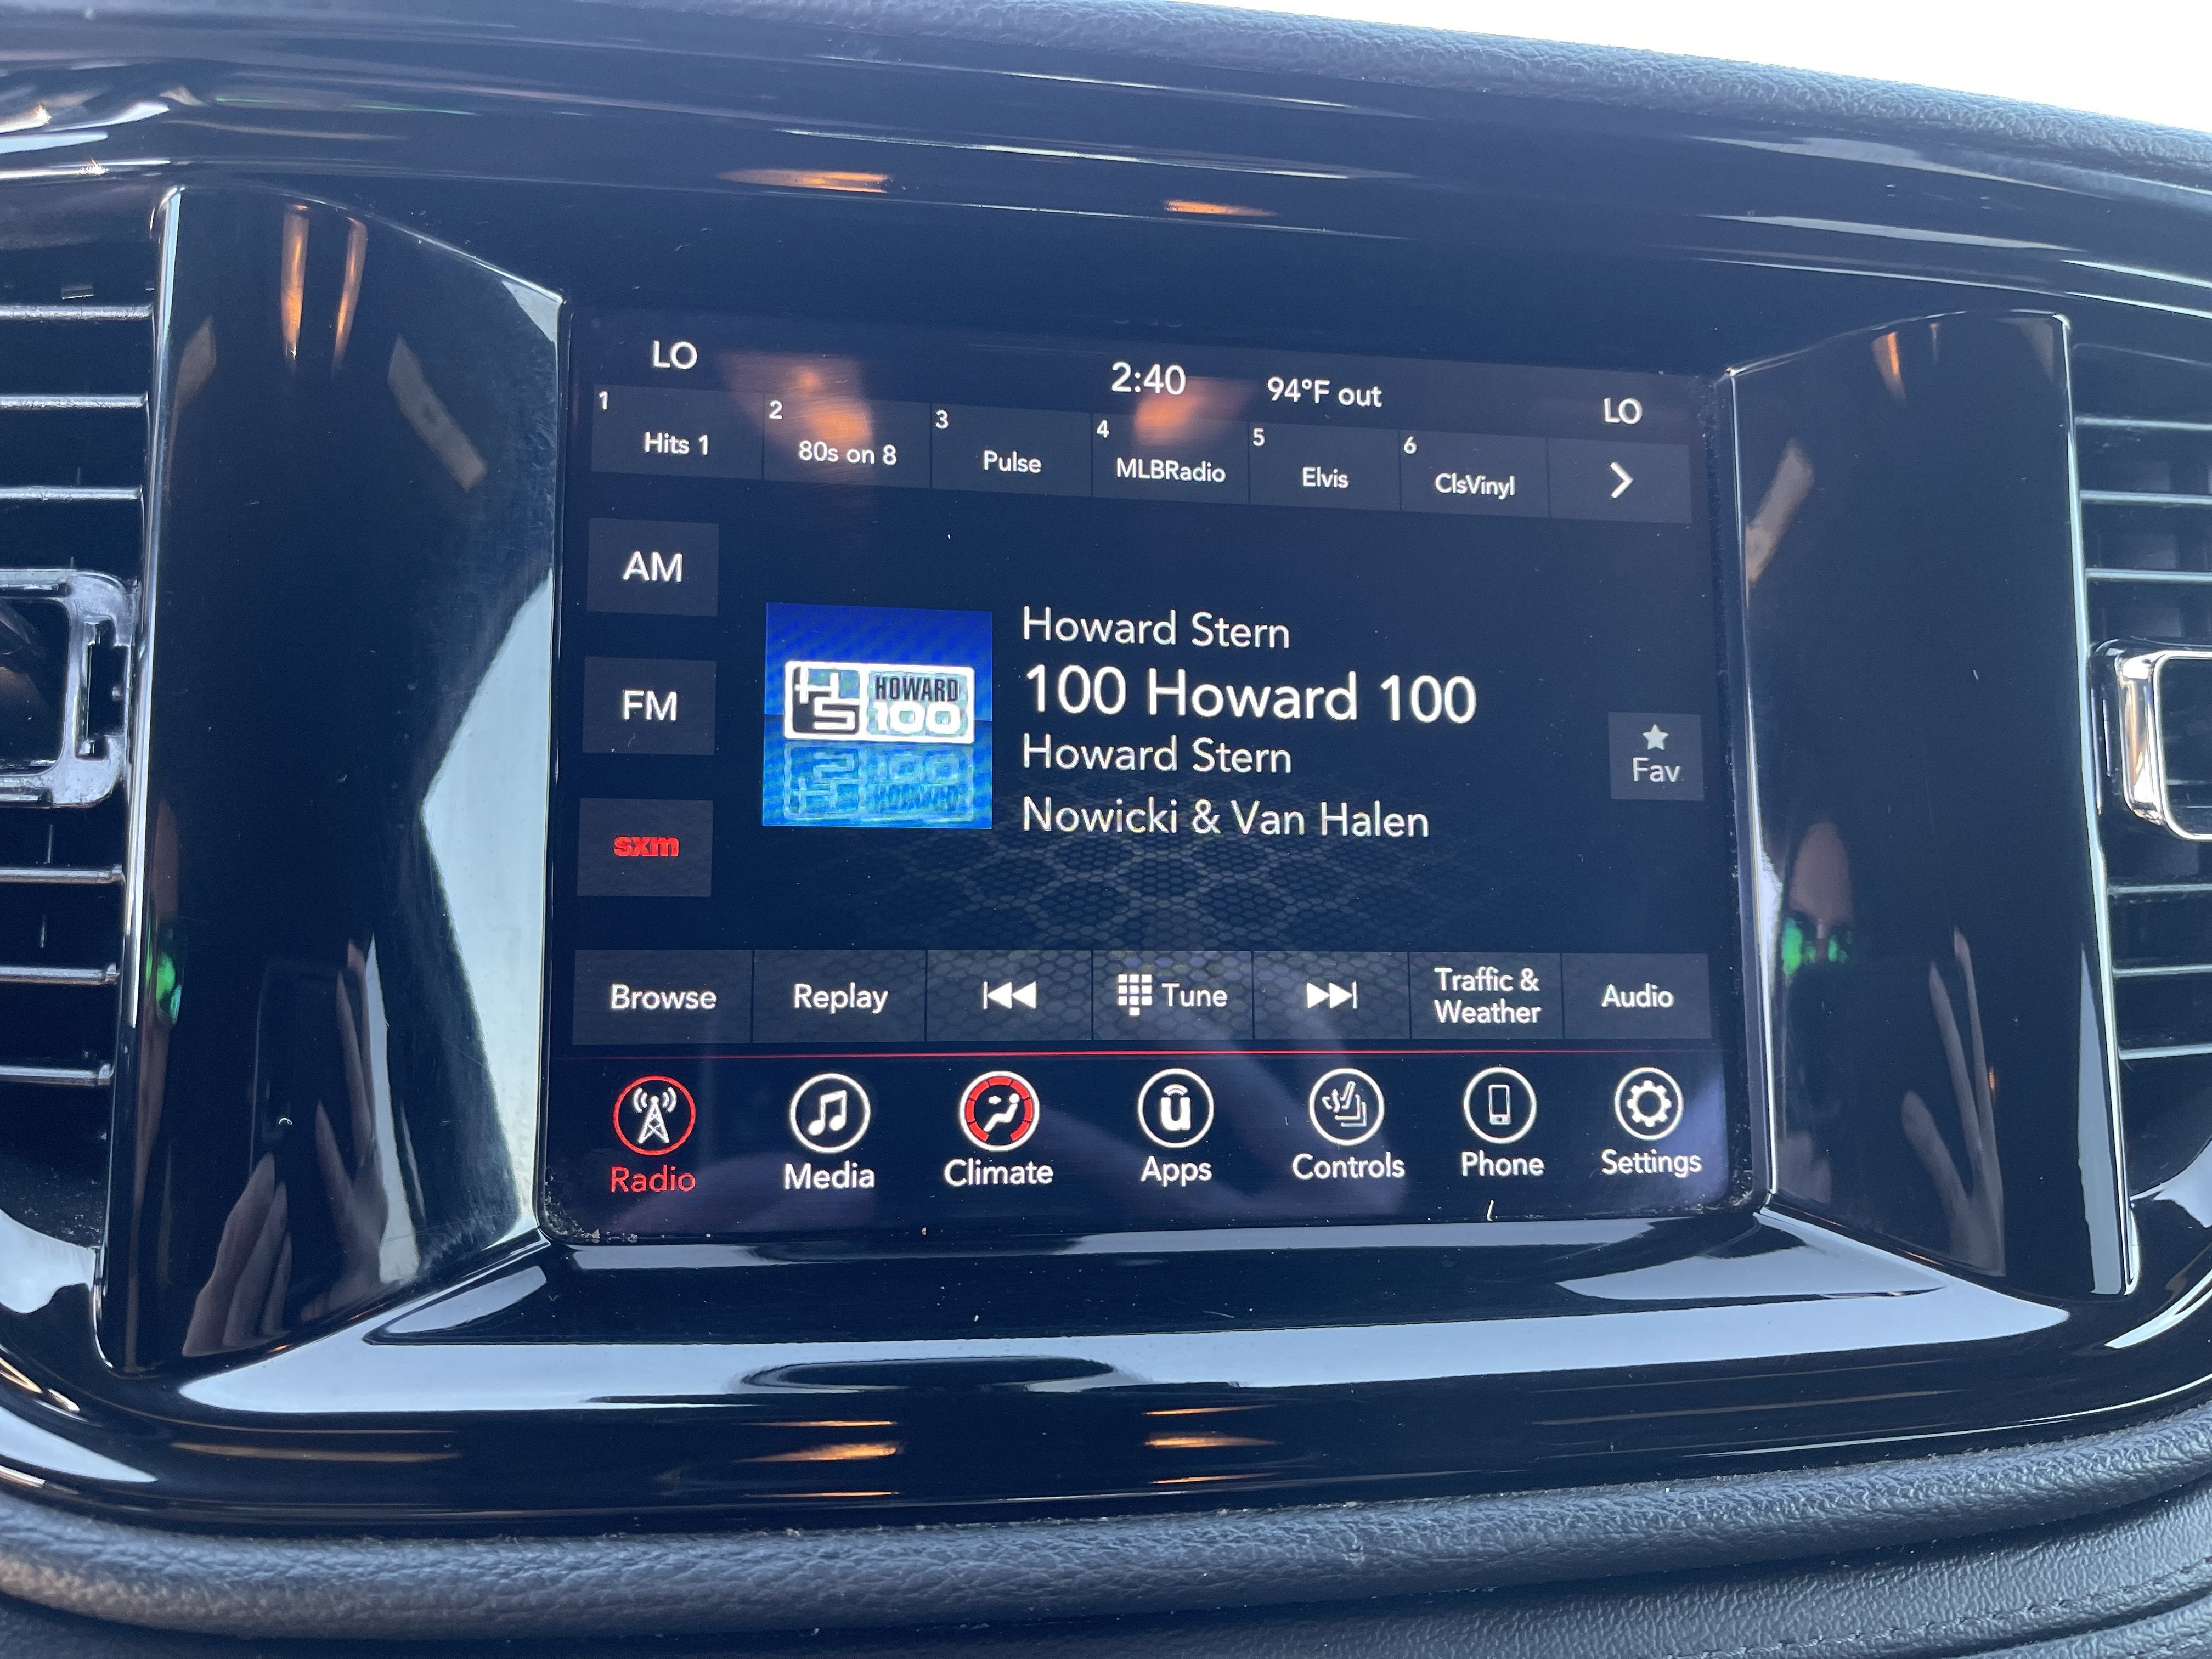 LO 2:40 94°F out LO
1 Hits 1
2 80s on 8
3 Pulse
4 MLBRadio
5 Elvis
6 ClsVinyl
AM
FM
sxm
HS HOWARD
100
Howard Stern
100 Howard 100
Howard Stern
Nowicki & Van Halen
Fav
Browse
Replay
Tune
Traffic &
Weather
Audio
Radio
Media
Climate
u
Apps
Controls
Phone
Settings